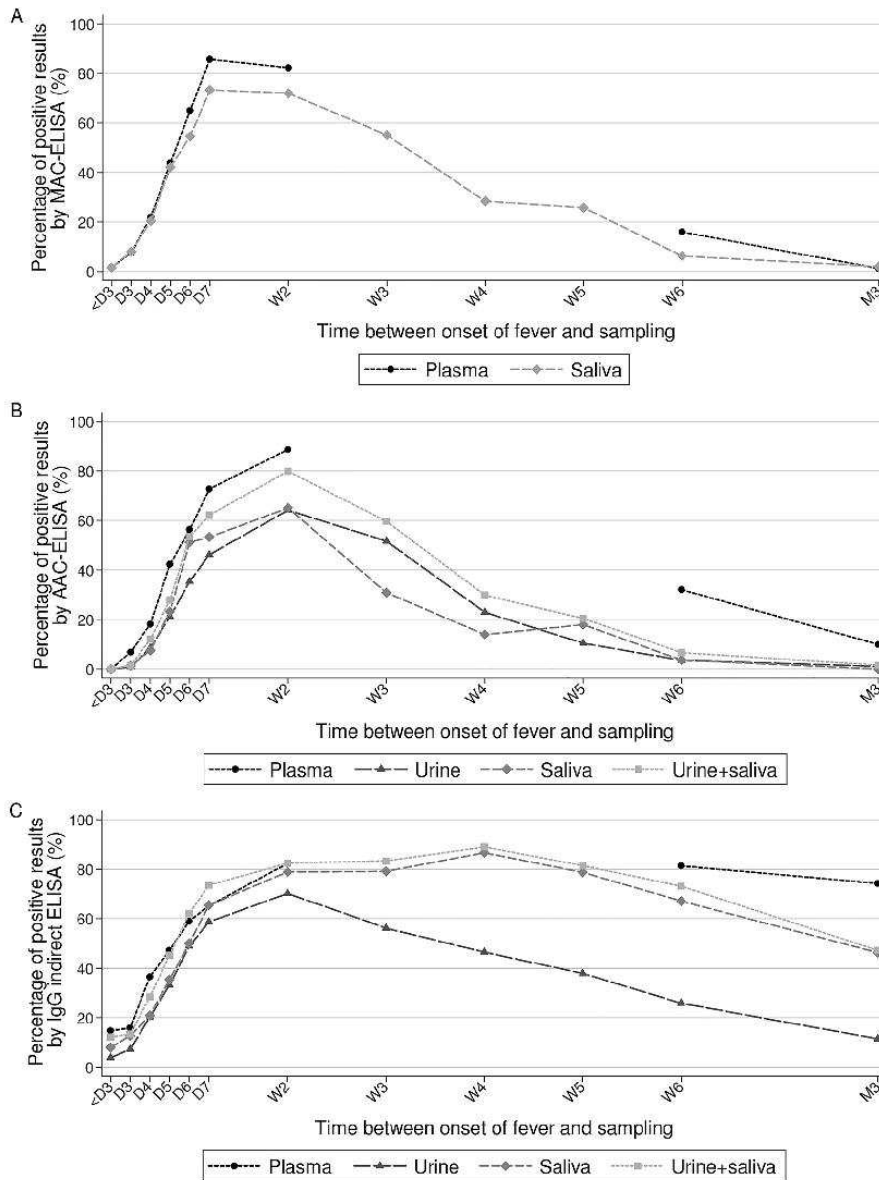 A
Percentage of positive results
by MAC-ELISA (%)
100
80
60
40
20
0
<D3
D3
D4
D5
D6
D7
W2
W3
W4
W5
W6
M3
Time between onset of fever and sampling
Plasma
Saliva
B
Percentage of positive results
by AAC-ELISA (%)
100
80
60
40
20
0
<D3
D3
D4
D5
D6
D7
W2
W3
W4
W5
W6
M3
Time between onset of fever and sampling
Plasma
Urine
Saliva
Urine+saliva
C
Percentage of positive results
by IgG indirect ELISA (%)
100
80
60
40
20
0
<D3
D3
D4
D5
D6
D7
W2
W3
W4
W5
W6
M3
Time between onset of fever and sampling
Plasma
Urine
Saliva
Urine+saliva